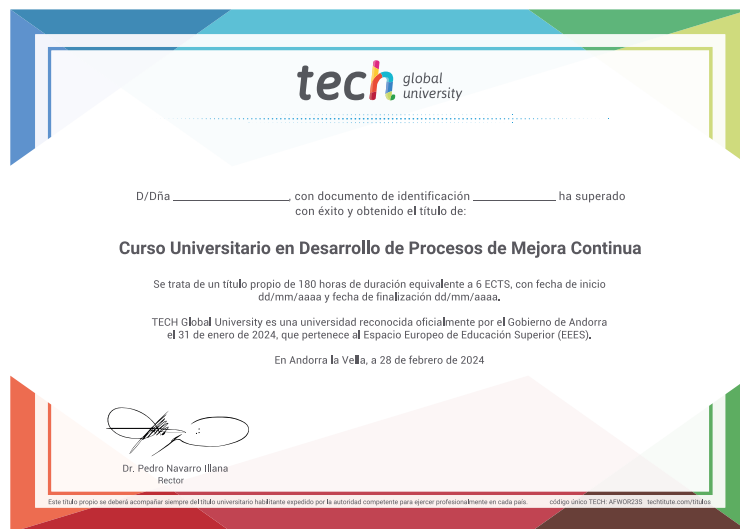 tech global university
D/Dña ____________, con documento de identificación ____________ ha superado
con éxito y obtenido el título de:
Curso Universitario en Desarrollo de Procesos de Mejora Continua
Se trata de un título propio de 180 horas de duración equivalente a 6 ECTS, con fecha de inicio
dd/mm/aaaa y fecha de finalización dd/mm/aaaa.
TECH Global University es una universidad reconocida oficialmente por el Gobierno de Andorra
el 31 de enero de 2024, que pertenece al Espacio Europeo de Educación Superior (EEES).
En Andorra la Vella, a 28 de febrero de 2024
Dr. Pedro Navarro Illana
Rector
Este título propio se deberá acompañar siempre del título universitario habilitante expedido por la autoridad competente para ejercer profesionalmente en cada país. código único TECH: AFWOR23S techtitute.com/titulos